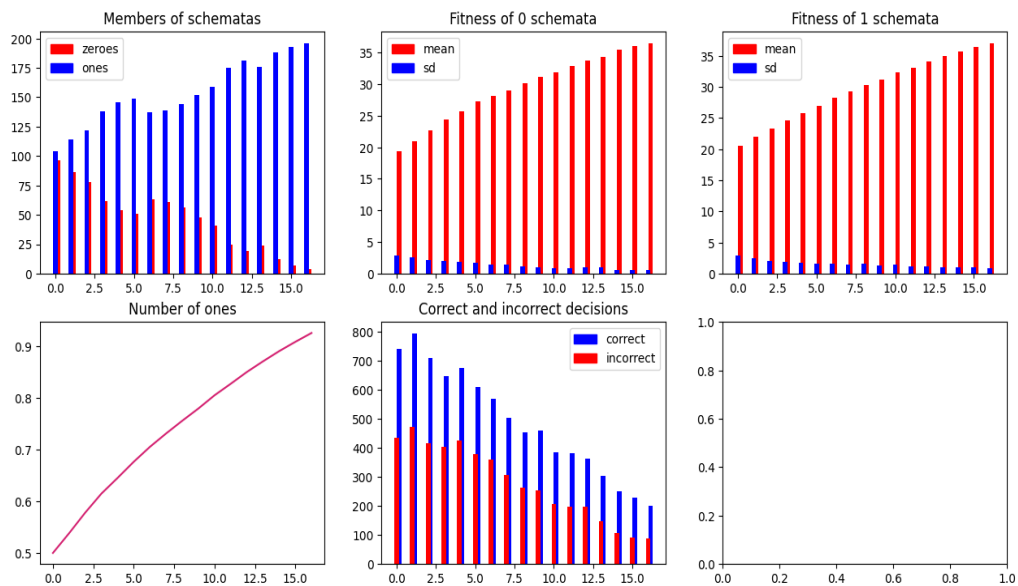 Members of schematas
zeroes
ones
200
175
150
125
100
75
50
25
0
0.0 2.5 5.0 7.5 10.0 12.5 15.0
Fitness of 0 schemata
mean
sd
35
30
25
20
15
10
5
0
0.0 2.5 5.0 7.5 10.0 12.5 15.0
Fitness of 1 schemata
mean
sd
35
30
25
20
15
10
5
0
0.0 2.5 5.0 7.5 10.0 12.5 15.0
Number of ones
0.9
0.8
0.7
0.6
0.5
0.0 2.5 5.0 7.5 10.0 12.5 15.0
Correct and incorrect decisions
correct
incorrect
800
700
600
500
400
300
200
100
0
0.0 2.5 5.0 7.5 10.0 12.5 15.0
1.0
0.8
0.6
0.4
0.2
0.0
0.0 0.2 0.4 0.6 0.8 1.0